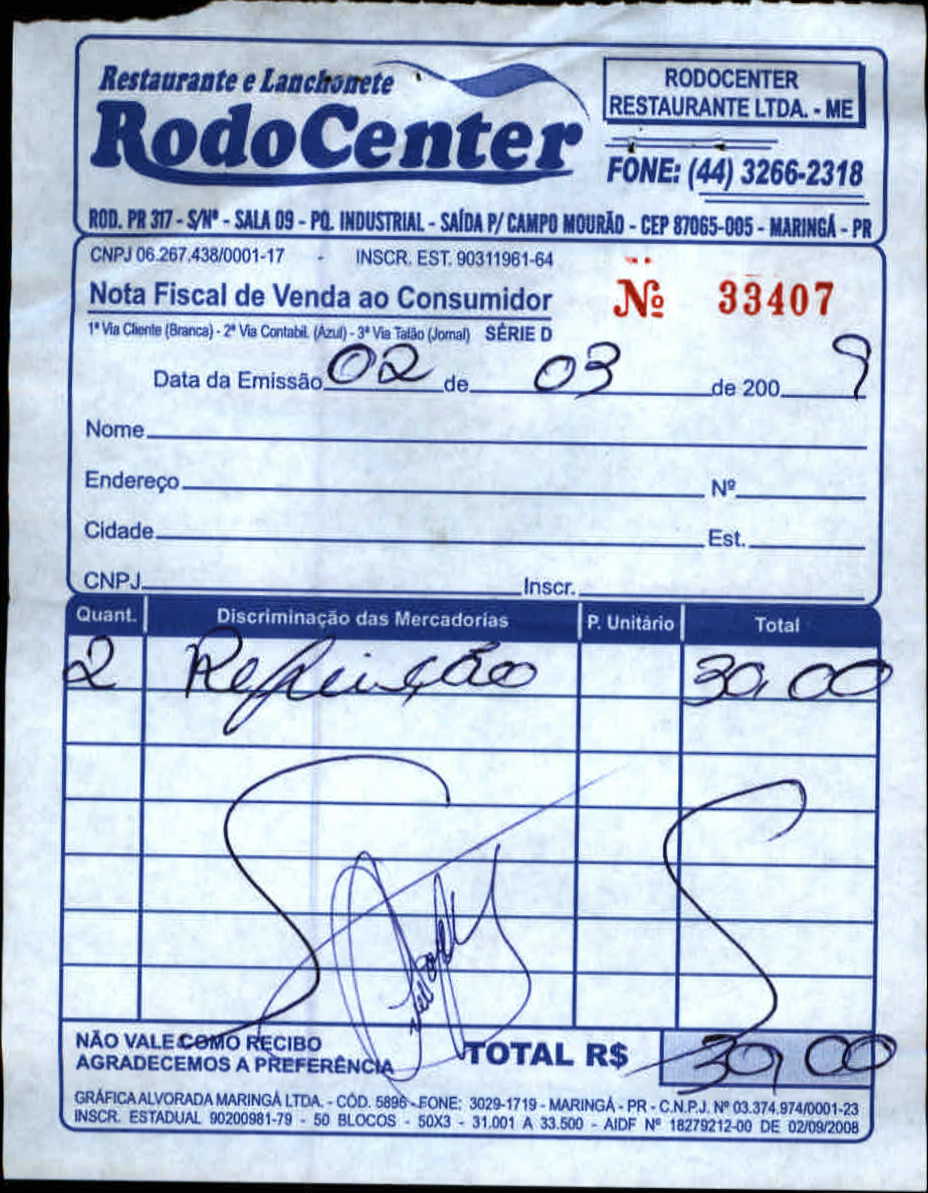 Restaurante e Lanchonete
RodoCenter
RODOCENTER
RESTAURANTE LTDA. - ME
FONE: (44) 3266-2318
ROD. PR 317 - S/Nº - SALA 09 - PQ. INDUSTRIAL - SAÍDA P/ CAMPO MOURÃO - CEP 87065-005 - MARINGÁ - PR
CNPJ 06.267.438/0001-17 - INSCR. EST. 90311961-64
Nota Fiscal de Venda ao Consumidor
Nº 33407
1ª Via Cliente (Branca) - 2ª Via Contabil. (Azul) - 3ª Via Talão (Jornal) SÉRIE D
Data da Emissão 02 de 03 de 200 9
Nome
Endereço Nº
Cidade Est.
CNPJ Inscr.
Quant. Discriminação das Mercadorias P. Unitário Total
2 Refeição 30,00
NÃO VALE COMO RECIBO
AGRADECEMOS A PREFERÊNCIA
TOTAL R$ 30,00
GRÁFICA ALVORADA MARINGÁ LTDA. - CÓD. 5896 - FONE: 3029-1719 - MARINGÁ - PR - C.N.P.J. Nº 03.374.974/0001-23
INSCR. ESTADUAL 90200981-79 - 50 BLOCOS - 50X3 - 31.001 A 33.500 - AIDF Nº 18279212-00 DE 02/09/2008